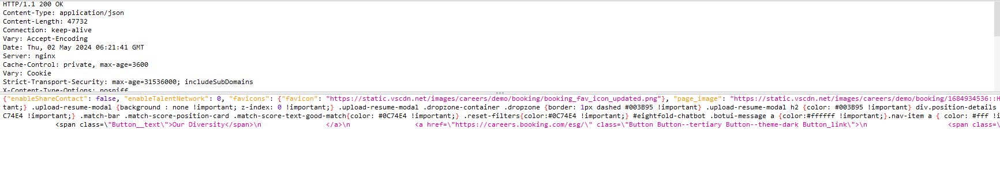 HTTP/1.1 200 OK
Content-Type: application/json
Content-Length: 47732
Connection: keep-alive
Vary: Accept-Encoding
Date: Thu, 02 May 2024 06:21:41 GMT
Server: nginx
Cache-Control: private, max-age=3600
Vary: Cookie
Strict-Transport-Security: max-age=31536000; includeSubDomains
X-Content-Type-Options: nosniff
{"enableShareContact": false, "enableTalentNetwork": 0, "favicons": {"favicon": "https://static.vscdn.net/images/careers/demo/booking/booking_fav_icon_updated.png"}, "page_image": "https://static.vscdn.net/images/careers/demo/booking/1684934536::H
tant;} .upload-resume-modal {background : none !important; z-index: 0 !important;} .upload-resume-modal .dropzone-container .dropzone {border: 1px dashed #003B95 !important} .upload-resume-modal h2 {color: #003B95 !important} div.position-details
C74E4 !important;} .match-bar .match-score-position-card .match-score-text-good-match{color: #0C74E4 !important;} .reset-filters{color:#0C74E4 !important;} #eightfold-chatbot .botui-message a {color:#ffffff !important;}.nav-item a { color: #fff !i
<span class=\"Button__text\">Our Diversity</span>\n </a>\n <a href=\"https://careers.booking.com/esg/\" class=\"Button Button--tertiary Button--theme-dark Button_link\">\n <span class=\